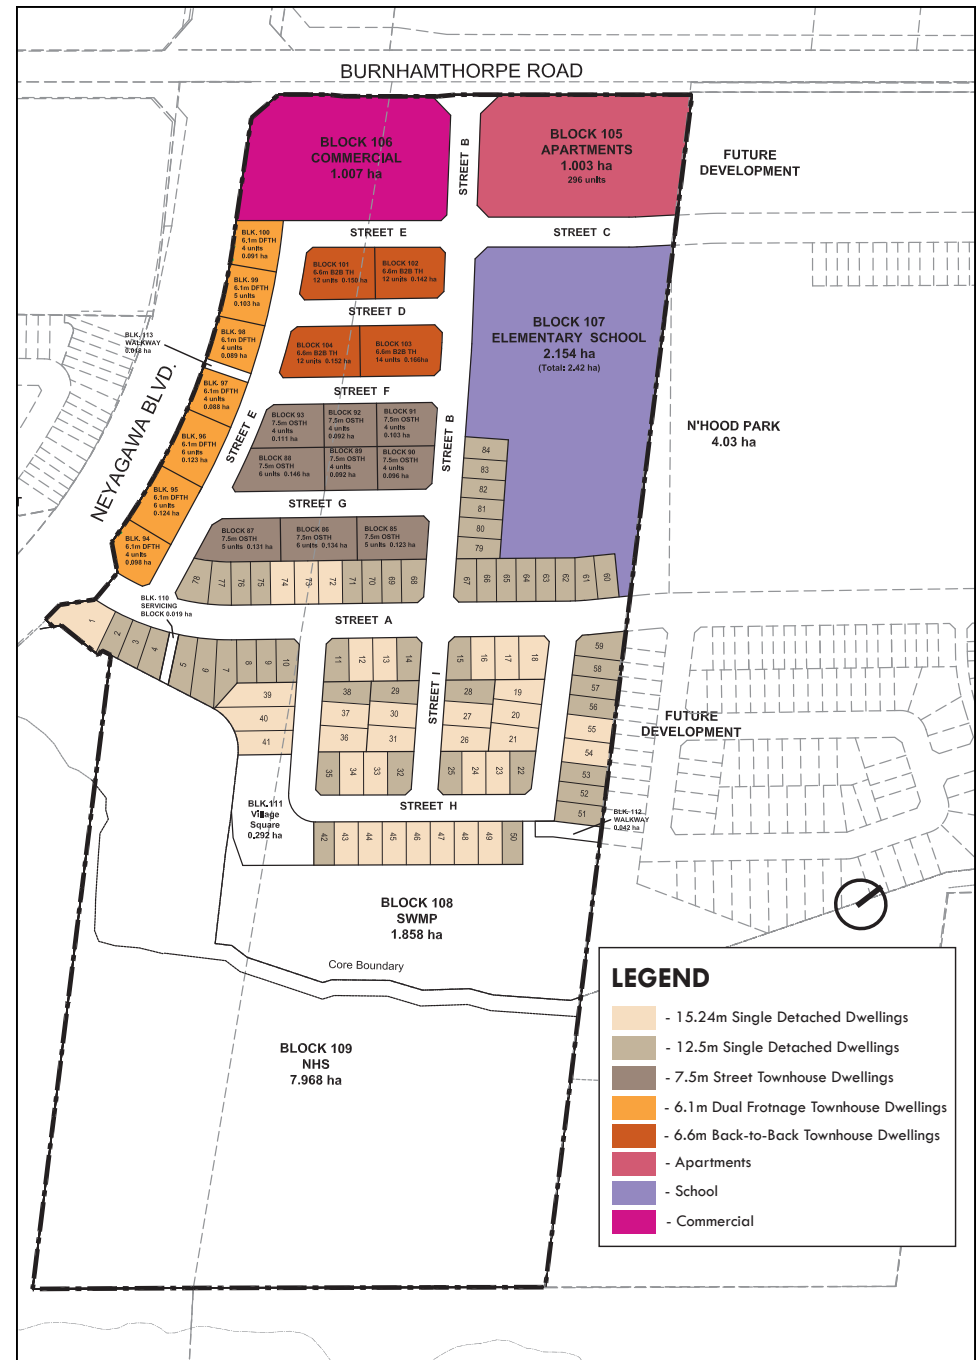 BURNHAMTHORPE ROAD
BLOCK 106
COMMERCIAL
1.007 ha
STREET B
BLOCK 105
APARTMENTS
1.003 ha
296 units
FUTURE
DEVELOPMENT
STREET E
STREET C
BLK. 100
6.1m DFTH
4 units
0.091 ha
BLK. 99
6.1m DFTH
5 units
0.103 ha
BLK. 98
6.1m DFTH
4 units
0.089 ha
BLOCK 101
6.6m B2B TH
12 units 0.150 ha
BLOCK 102
6.6m B2B TH
12 units 0.142 ha
STREET D
BLOCK 104
6.6m B2B TH
12 units 0.152 ha
BLOCK 103
6.6m B2B TH
14 units 0.166ha
STREET F
BLOCK 107
ELEMENTARY SCHOOL
2.154 ha
(Total: 2.42 ha)
BLK. 113
WALKWAY
0.018 ha
NEYAGAWA BLVD.
BLK. 97
6.1m DFTH
4 units
0.088 ha
BLK. 96
6.1m DFTH
6 units
0.123 ha
BLK. 95
6.1m DFTH
6 units
0.124 ha
BLK. 94
6.1m DFTH
4 units
0.098 ha
STREET E
BLOCK 93
7.5m OSTH
4 units
0.111 ha
BLOCK 92
7.5m OSTH
4 units
0.092 ha
BLOCK 91
7.5m OSTH
4 units
0.103 ha
BLOCK 88
7.5m OSTH
6 units 0.146 ha
BLOCK 89
7.5m OSTH
4 units
0.092 ha
BLOCK 90
7.5m OSTH
4 units
0.096 ha
STREET B
N'HOOD PARK
4.03 ha
STREET G
BLOCK 87
7.5m OSTH
5 units 0.131 ha
BLOCK 86
7.5m OSTH
6 units 0.134 ha
BLOCK 85
7.5m OSTH
5 units 0.123 ha
84
83
82
81
80
79
78
77
76
75
74
73
72
71
70
69
68
67
66
65
64
63
62
61
60
BLK. 110
SERVICING
BLOCK 0.019 ha
STREET A
1
2
3
4
5
6
7
8
9
10
39
40
41
11
12
13
14
38
29
37
30
36
31
35
34
33
32
STREET I
15
16
17
18
28
19
27
20
26
21
25
24
23
22
59
58
57
56
55
54
53
52
51
FUTURE
DEVELOPMENT
STREET H
BLK.111
Village
Square
0.292 ha
42
43
44
45
46
47
48
49
50
BLK. 112
WALKWAY
0.042 ha
BLOCK 108
SWMP
1.858 ha
Core Boundary
BLOCK 109
NHS
7.968 ha
LEGEND
- 15.24m Single Detached Dwellings
- 12.5m Single Detached Dwellings
- 7.5m Street Townhouse Dwellings
- 6.1m Dual Frotnage Townhouse Dwellings
- 6.6m Back-to-Back Townhouse Dwellings
- Apartments
- School
- Commercial